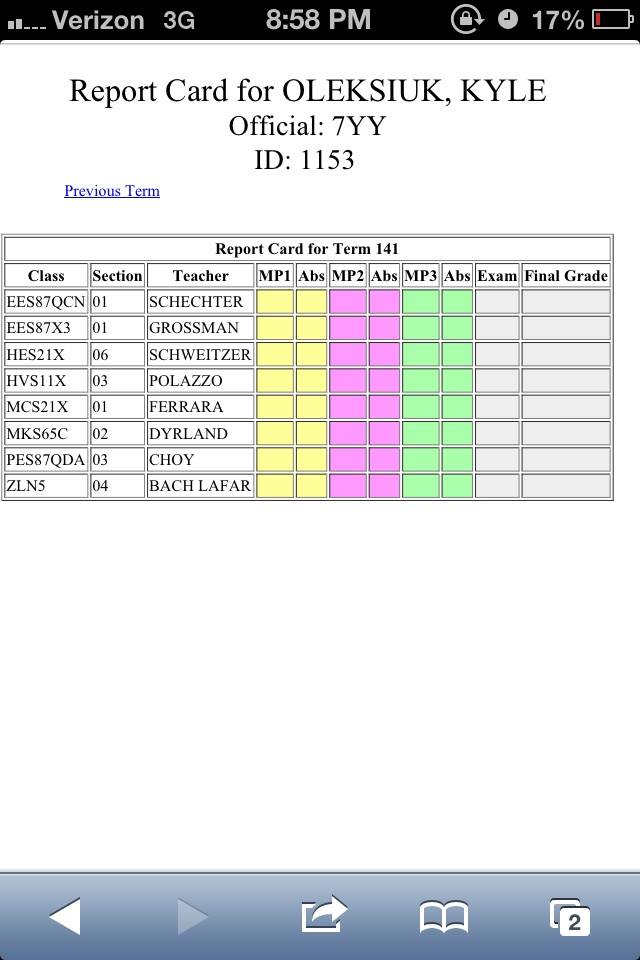 Verizon 3G 8:58 PM 17%
Report Card for OLEKSIUK, KYLE
Official: 7YY
ID: 1153
Previous Term
Report Card for Term 141
Class Section Teacher MP1 Abs MP2 Abs MP3 Abs Exam Final Grade
EES87QCN 01 SCHECHTER
EES87X3 01 GROSSMAN
HES21X 06 SCHWEITZER
HVS11X 03 POLAZZO
MCS21X 01 FERRARA
MKS65C 02 DYRLAND
PES87QDA 03 CHOY
ZLN5 04 BACH LAFAR
2